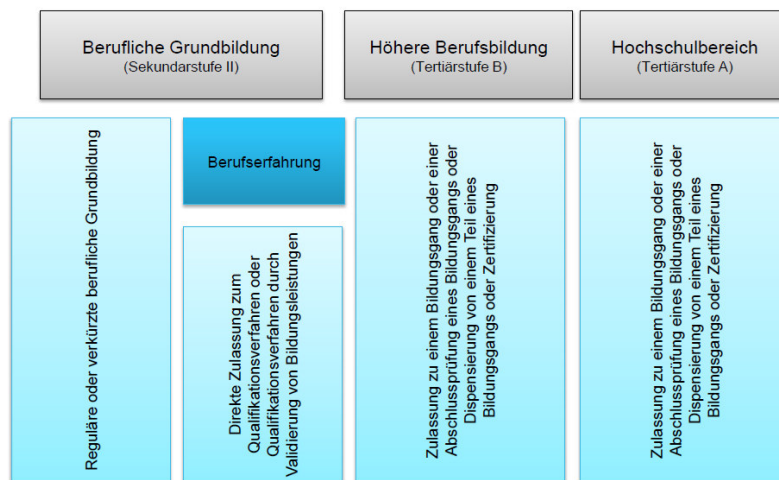 Berufliche Grundbildung
(Sekundarstufe II)
Höhere Berufsbildung
(Tertiärstufe B)
Hochschulbereich
(Tertiärstufe A)
Reguläre oder verkürzte berufliche Grundbildung
Berufserfahrung
Direkte Zulassung zum
Qualifikationsverfahren oder
Qualifikationsverfahren durch
Validierung von Bildungsleistungen
Zulassung zu einem Bildungsgang oder einer
Abschlussprüfung eines Bildungsgangs oder
Dispensierung von einem Teil eines
Bildungsgangs oder Zertifizierung
Zulassung zu einem Bildungsgang oder einer
Abschlussprüfung eines Bildungsgangs oder
Dispensierung von einem Teil eines
Bildungsgangs oder Zertifizierung